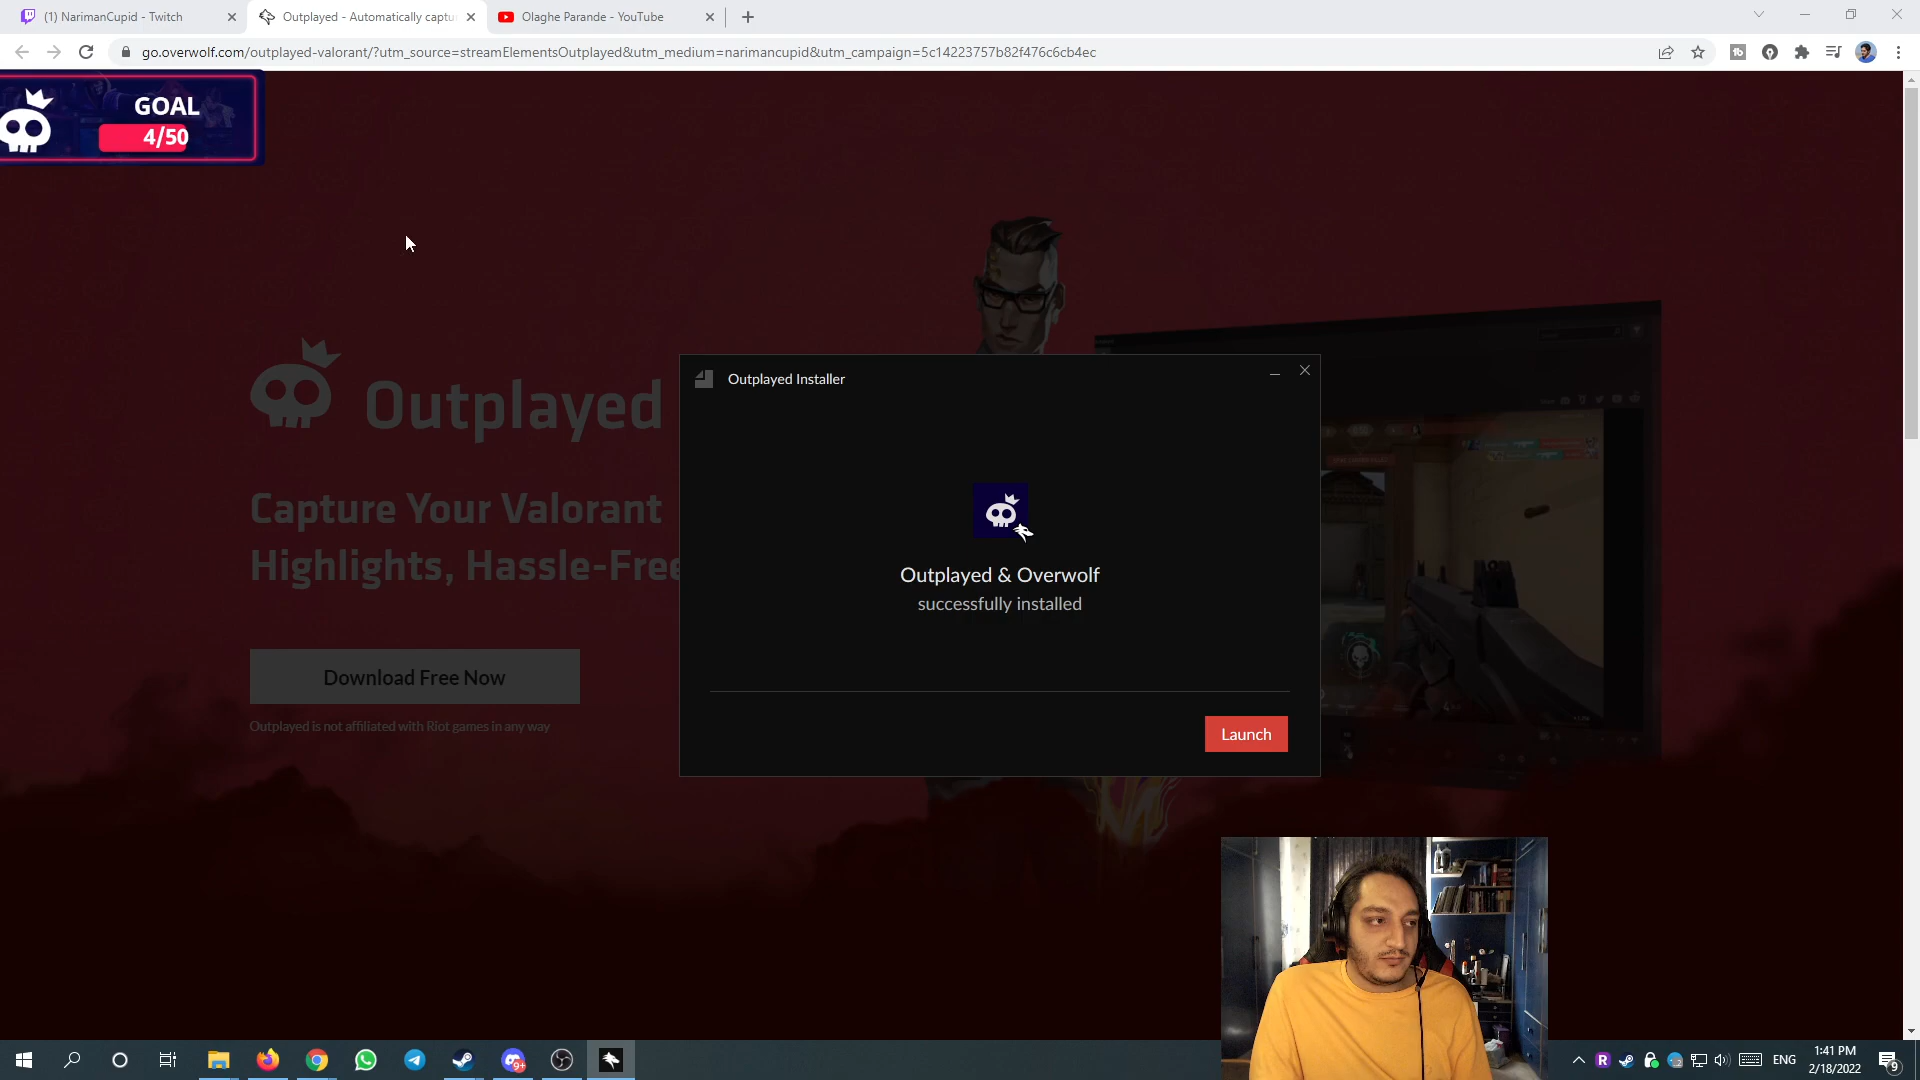 (1) NarimanCupid - Twitch
Outplayed - Automatically captu
Olaghe Parande - YouTube
go.overwolf.com/outplayed-valorant/?utm_source=streamElementsOutplayed&utm_medium=narimancupid&utm_campaign=5c14223757b82f476c6cb4ec
GOAL
4/50
Outplayed
Capture Your Valorant
Highlights, Hassle-Free
Download Free Now
Outplayed is not affiliated with Riot games in any way
Outplayed Installer
Outplayed & Overwolf
successfully installed
Launch
9+
ENG
1:41 PM
2/18/2022
9